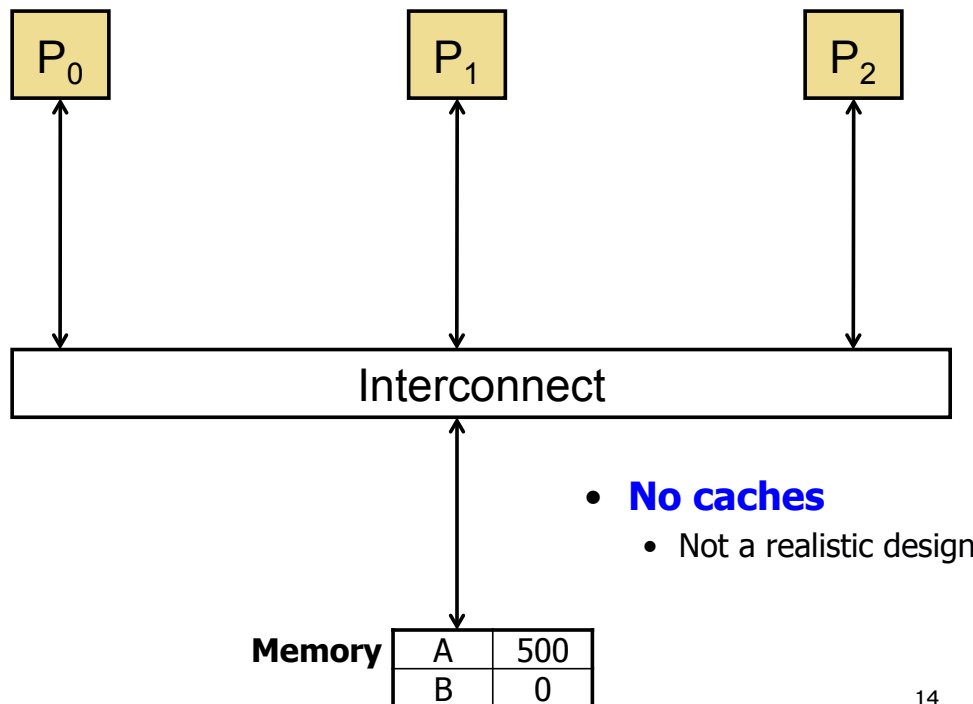 P0 P1 P2
Interconnect
• No caches
• Not a realistic design
Memory A 500
B 0
14